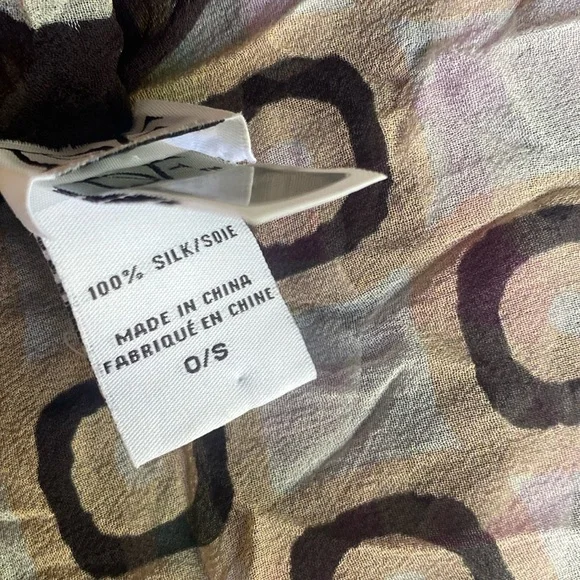 100% SILK/SOIE
MADE IN CHINA
FABRIQUÉ EN CHINE
O/S